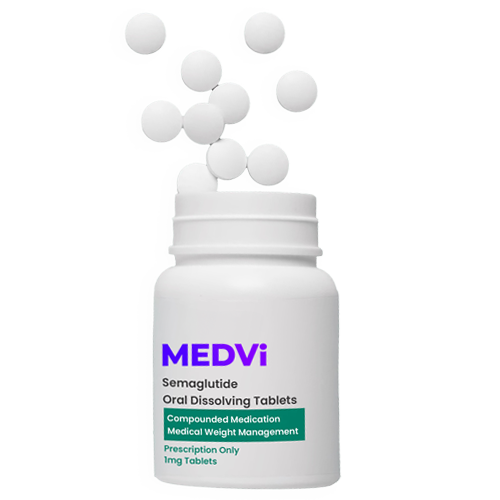 MEDVi
Semaglutide
Oral Dissolving Tablets
Compounded Medication
Medical Weight Management
Prescription Only
1mg Tablets